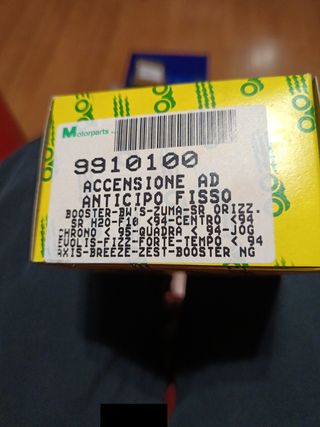 Motorparts
9910100
ACCENSIONE AD
ANTICIPO FISSO
BOOSTER-BW'S-ZUMA-SR ORIZZ.
SR H2O-F10 <94-CENTRO <94
CHRONO < 95-QUADRA < 94-JOG
EVOLIS-FIZZ-FORTE-TEMPO < 94
AXIS-BREEZE-ZEST-BOOSTER NG